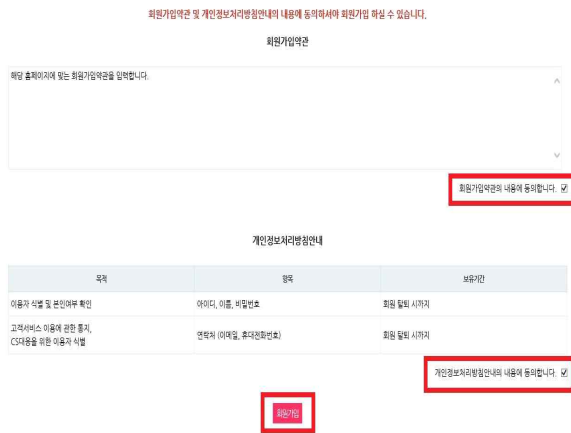 회원가입약관 및 개인정보처리방침안내의 내용에 동의하셔야 회원가입 하실 수 있습니다.
회원가입약관
해당 홈페이지에 맞는 회원가입약관을 입력합니다.
회원가입약관의 내용에 동의합니다.
개인정보처리방침안내
목적 항목 보유기간
이용자 식별 및 본인여부 확인 아이디, 이름, 비밀번호 회원 탈퇴 시까지
고객서비스 이용에 관한 통지,
CS대응을 위한 이용자 식별 연락처 (이메일, 휴대전화번호) 회원 탈퇴 시까지
개인정보처리방침안내의 내용에 동의합니다.
회원가입